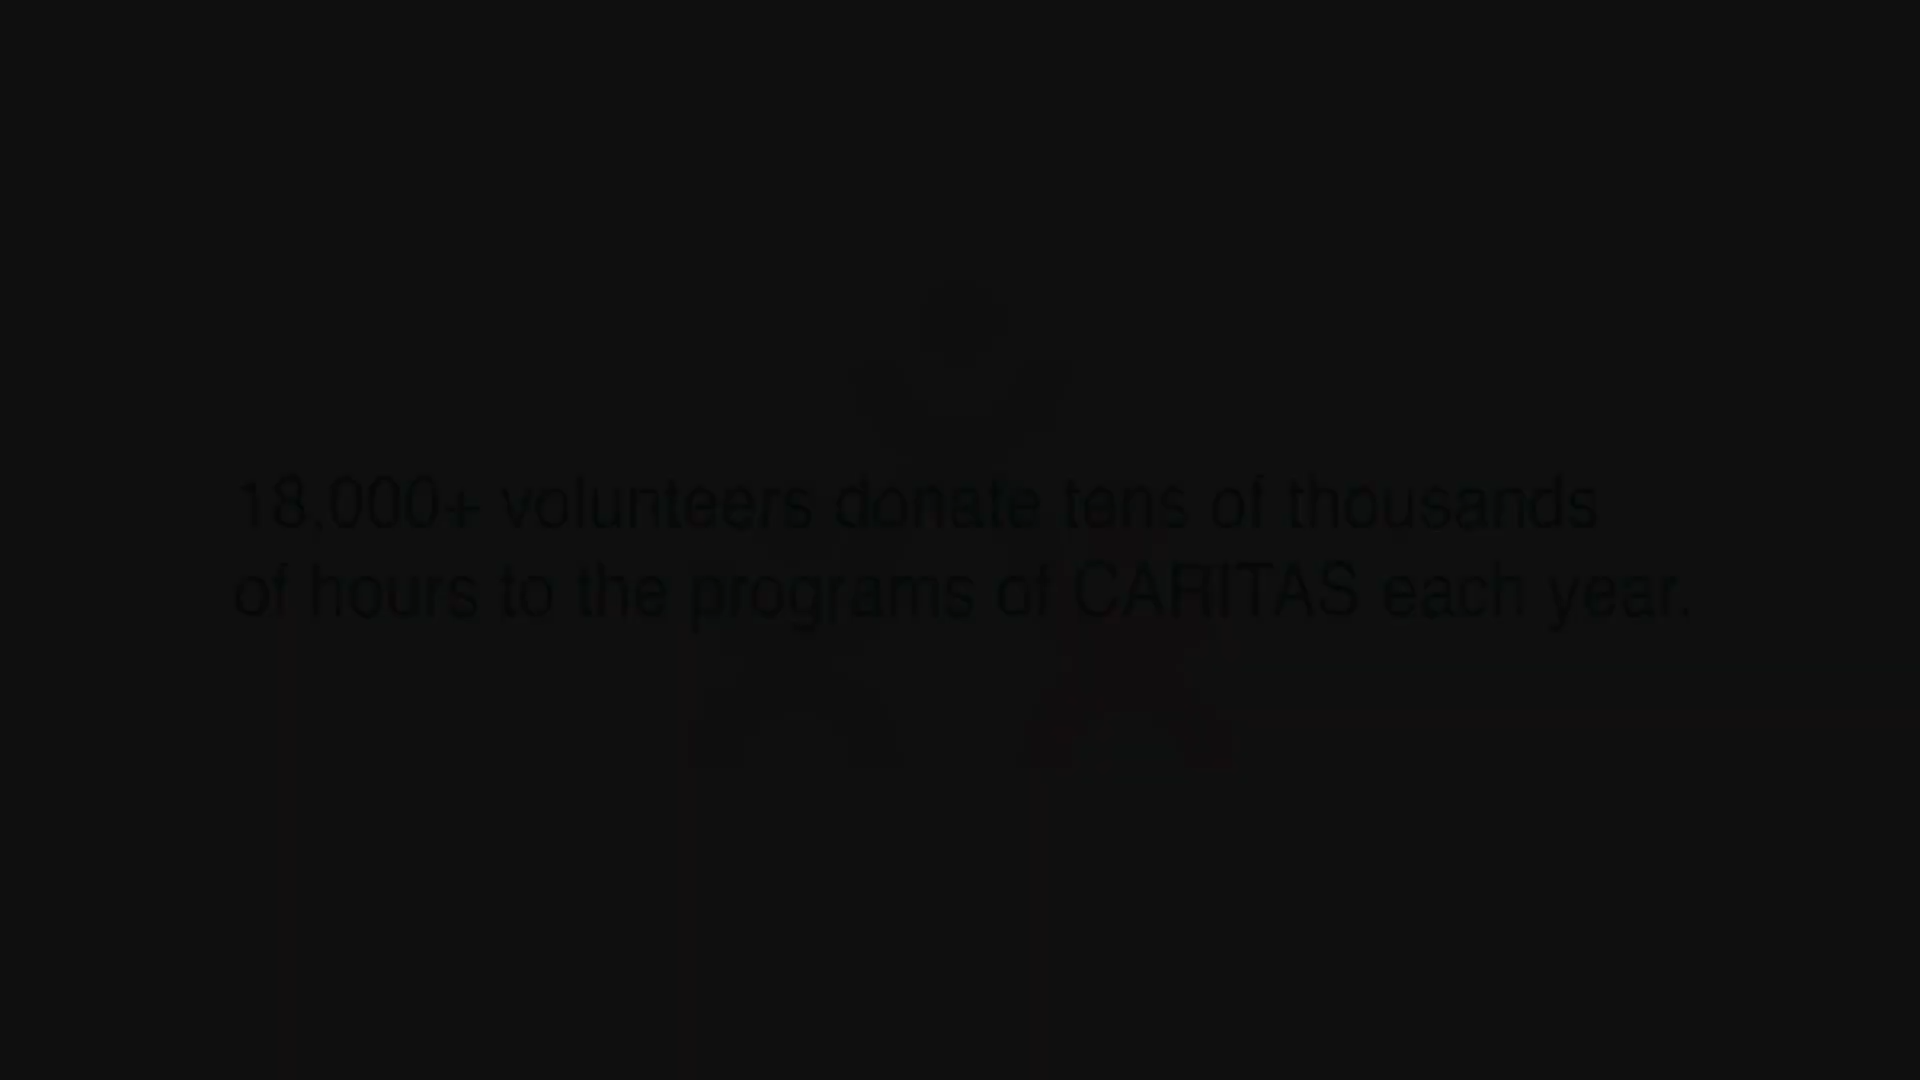 18,000+ volunteers donate tens of thousands
of hours to the programs of CARITAS each year.